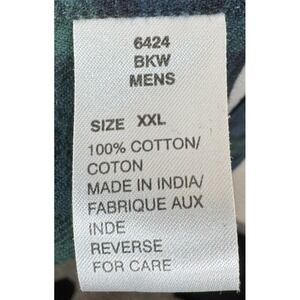 6424
BKW
MENS
SIZE XXL
100% COTTON/
COTON
MADE IN INDIA/
FABRIQUE AUX
INDE
REVERSE
FOR CARE